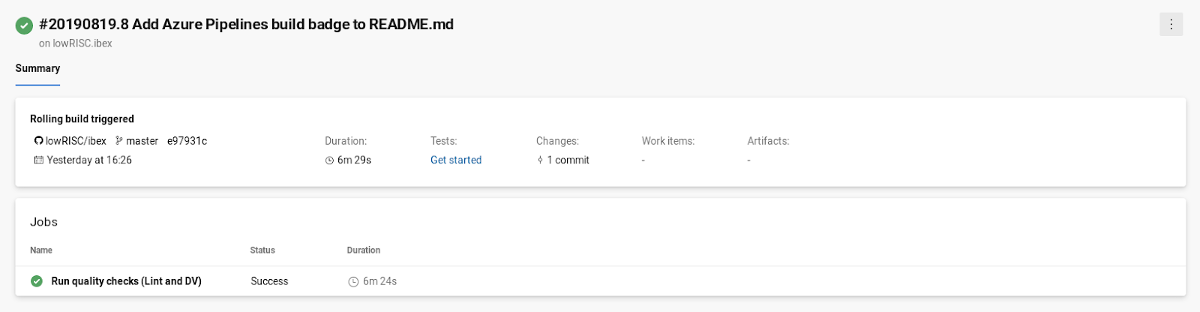 #20190819.8 Add Azure Pipelines build badge to README.md
on lowRISC.ibex
Summary
Rolling build triggered
lowRISC/ibex master e97931c Duration: Tests: Changes: Work items: Artifacts:
Yesterday at 16:26 6m 29s Get started 1 commit - -
Jobs
Name Status Duration
Run quality checks (Lint and DV) Success 6m 24s